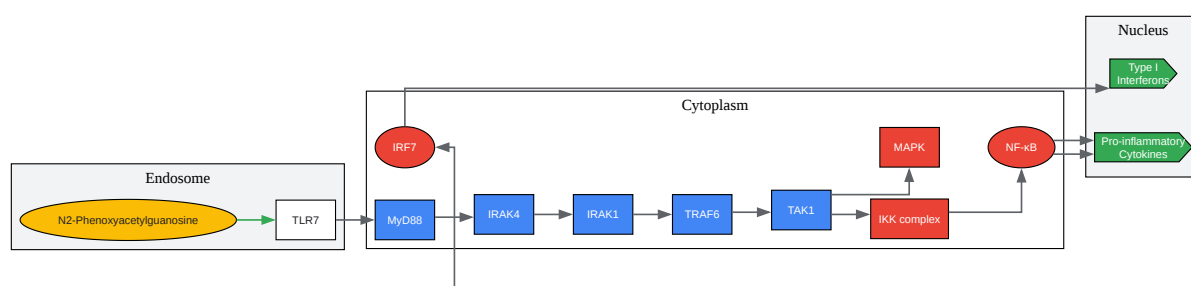 Nucleus
Type I
Interferons
Cytoplasm
IRF7
MAPK
NF-κB
Pro-inflammatory
Cytokines
Endosome
N2-Phenoxyacetylguanosine
TLR7
MyD88
IRAK4
IRAK1
TRAF6
TAK1
IKK complex